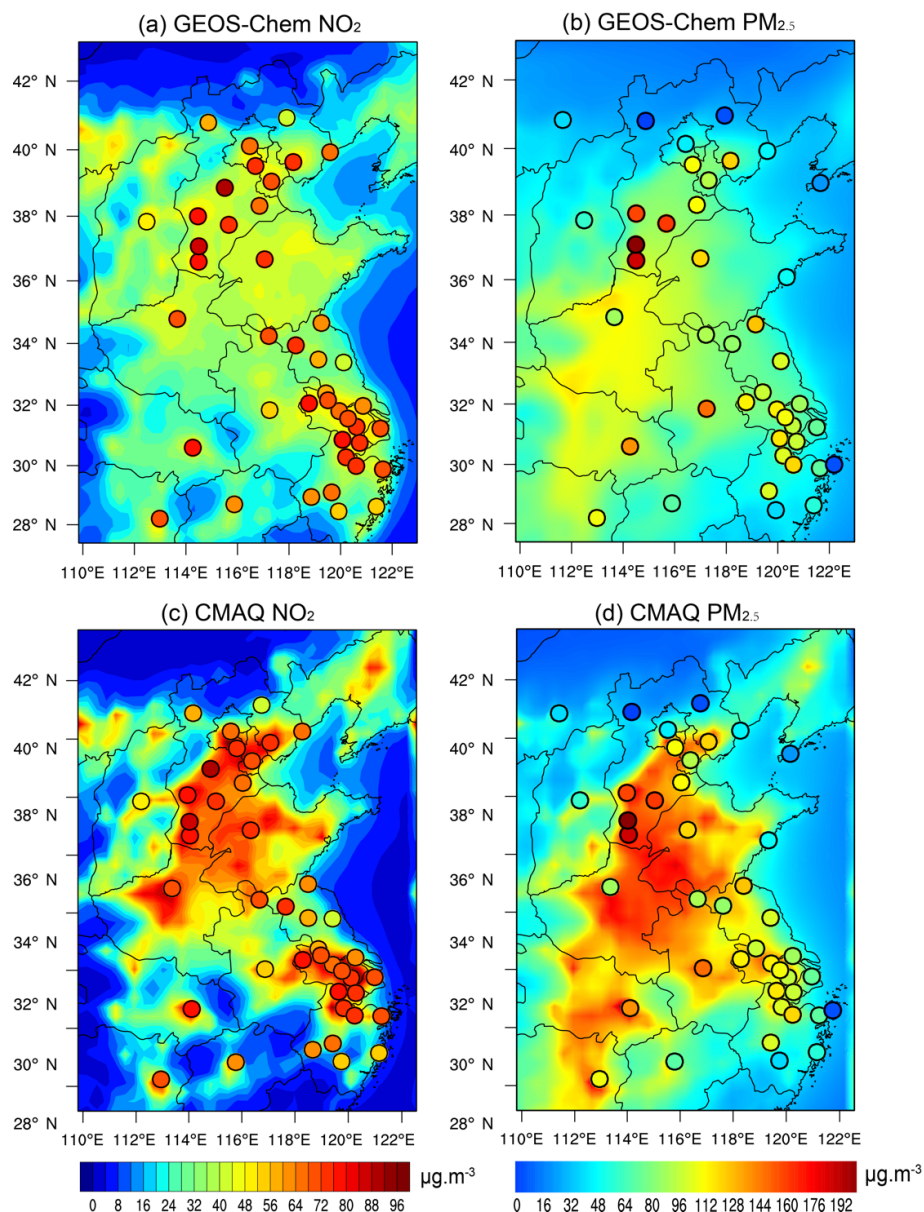 (a) GEOS-Chem NO₂
(b) GEOS-Chem PM₂.₅
42° N
40° N
38° N
36° N
34° N
32° N
30° N
28° N
110°E 112°E 114°E 116°E 118°E 120°E 122°E
42° N
40° N
38° N
36° N
34° N
32° N
30° N
28° N
110°E 112°E 114°E 116°E 118°E 120°E 122°E
(c) CMAQ NO₂
(d) CMAQ PM₂.₅
42° N
40° N
38° N
36° N
34° N
32° N
30° N
28° N
110°E 112°E 114°E 116°E 118°E 120°E 122°E
42° N
40° N
38° N
36° N
34° N
32° N
30° N
28° N
110°E 112°E 114°E 116°E 118°E 120°E 122°E
0 8 16 24 32 40 48 56 64 72 80 88 96 µg.m⁻³
0 16 32 48 64 80 96 112 128 144 160 176 192 µg.m⁻³